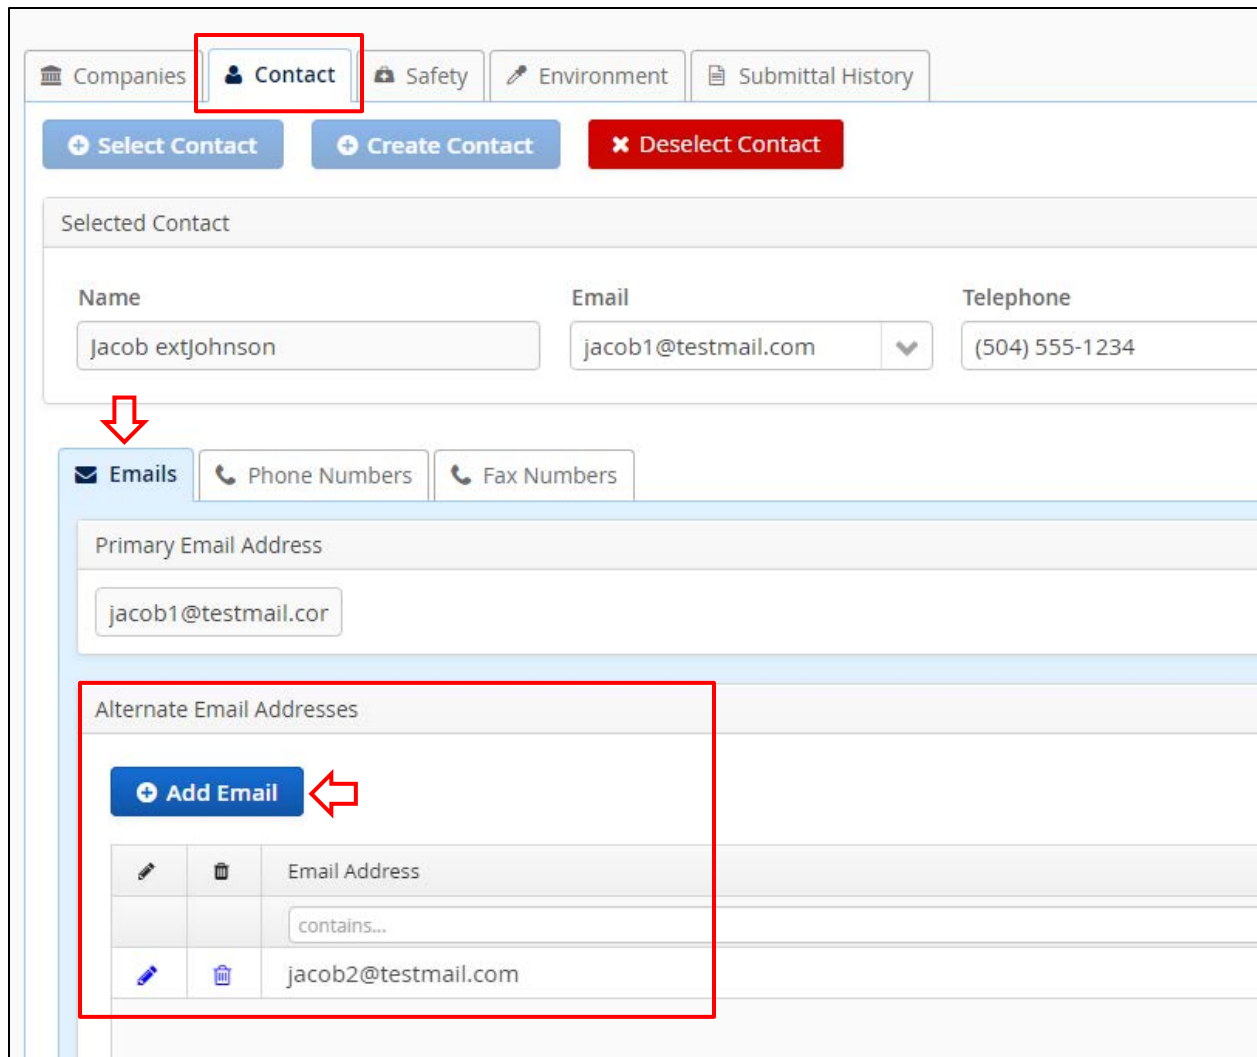 Companies Contact Safety Environment Submittal History
Select Contact Create Contact Deselect Contact
Selected Contact
Name Email Telephone
Jacob extJohnson jacob1@testmail.com (504) 555-1234
Emails Phone Numbers Fax Numbers
Primary Email Address
jacob1@testmail.cor
Alternate Email Addresses
Add Email
Email Address
contains...
jacob2@testmail.com